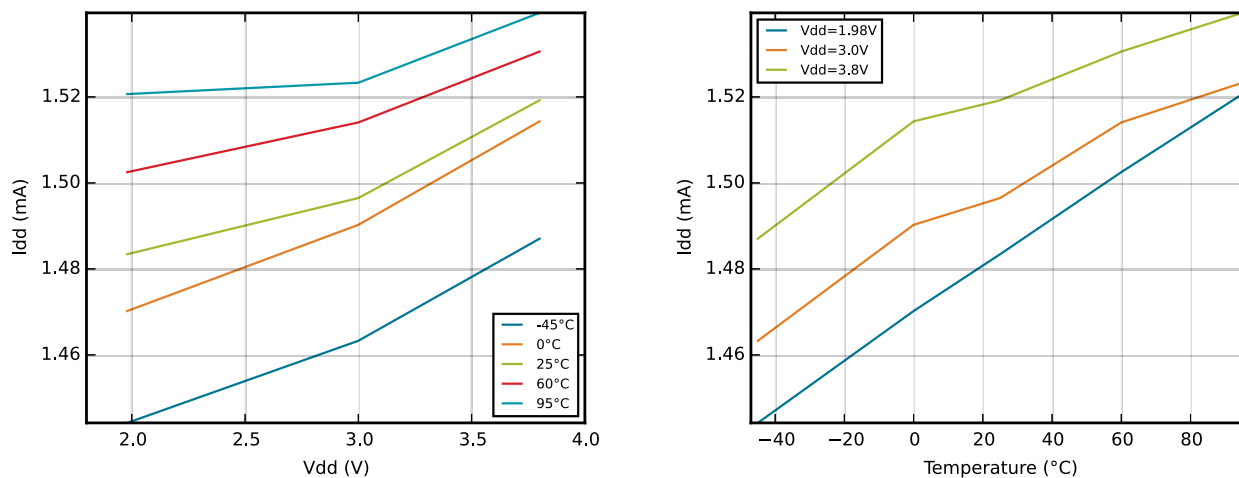 1.52
1.50
1.48
1.46
Idd (mA)
-45°C
0°C
25°C
60°C
95°C
2.0 2.5 3.0 3.5 4.0
Vdd (V)
Vdd=1.98V
Vdd=3.0V
Vdd=3.8V
1.52
1.50
1.48
1.46
Idd (mA)
−40 −20 0 20 40 60 80
Temperature (°C)